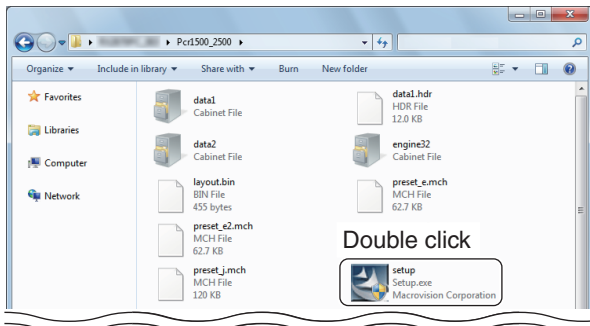 Pcr1500_2500
Organize Include in library Share with Burn New folder
Favorites
Libraries
Computer
Network
data1
Cabinet File
data1.hdr
HDR File
12.0 KB
data2
Cabinet File
engine32
Cabinet File
layout.bin
BIN File
455 bytes
preset_e.mch
MCH File
62.7 KB
preset_e2.mch
MCH File
62.7 KB
Double click
preset_j.mch
MCH File
120 KB
setup
Setup.exe
Macrovision Corporation